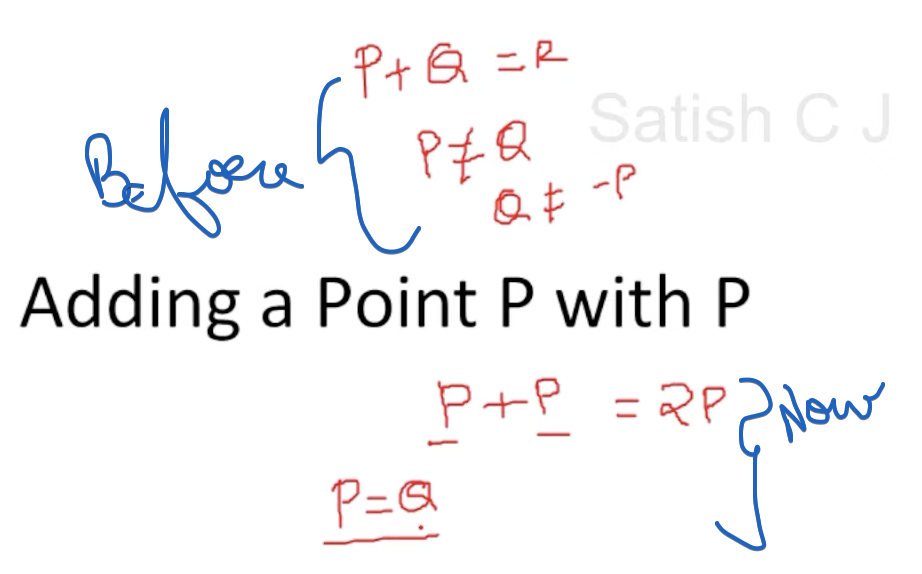 P + Q = R
Satish C J
P ≠ Q
Before
Q ≠ -P
Adding a Point P with P
P + P = 2P
Now
P = Q